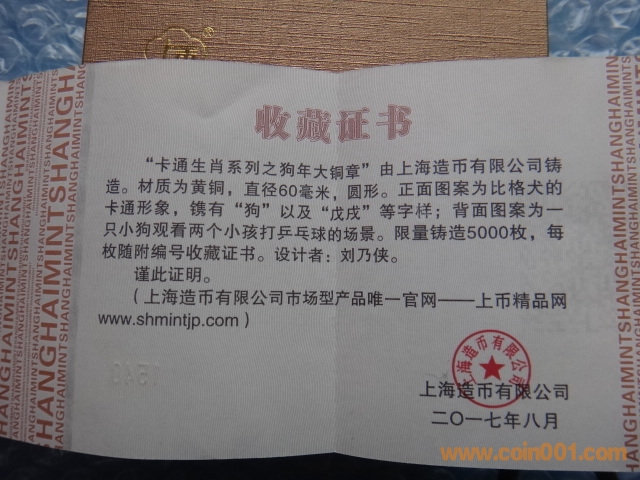 收藏证书
“卡通生肖系列之狗年大铜章”由上海造币有限公司铸
造。材质为黄铜，直径60毫米，圆形。正面图案为比格犬的
卡通形象，镌有“狗”以及“戊戌”等字样；背面图案为一
只小狗观看两个小孩打乒乓球的场景。限量铸造5000枚，每
枚随附编号收藏证书。设计者：刘乃侠。
谨此证明。
（上海造币有限公司市场型产品唯一官网——上币精品网
www.shmintjp.com）
上海造币有限公司
上海造币有限公司
二〇一七年八月
SHANGHAIMINTSHANGHAIMINTSHANGHAIMINT
www.coin001.com